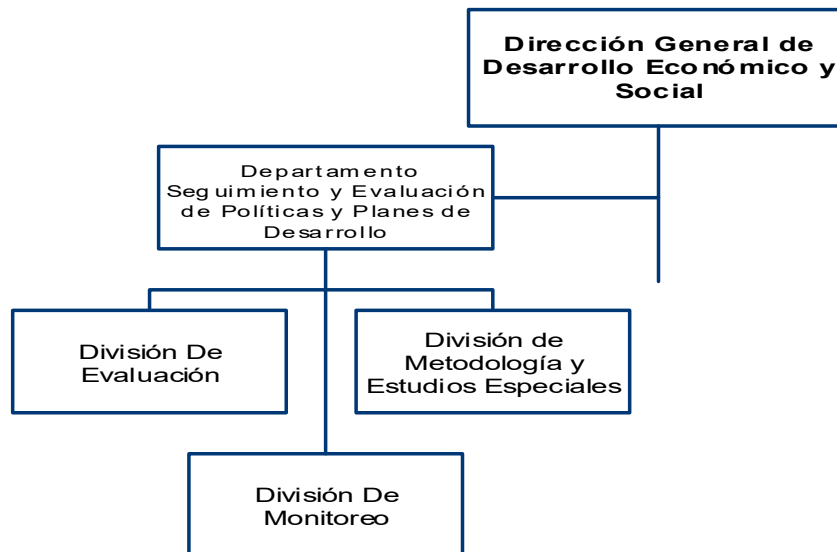 Dirección General de
Desarrollo Económico y
Social
Departamento
Seguimiento y Evaluación
de Políticas y Planes de
Desarrollo
División De
Evaluación
División de
Metodología y
Estudios Especiales
División De
Monitoreo